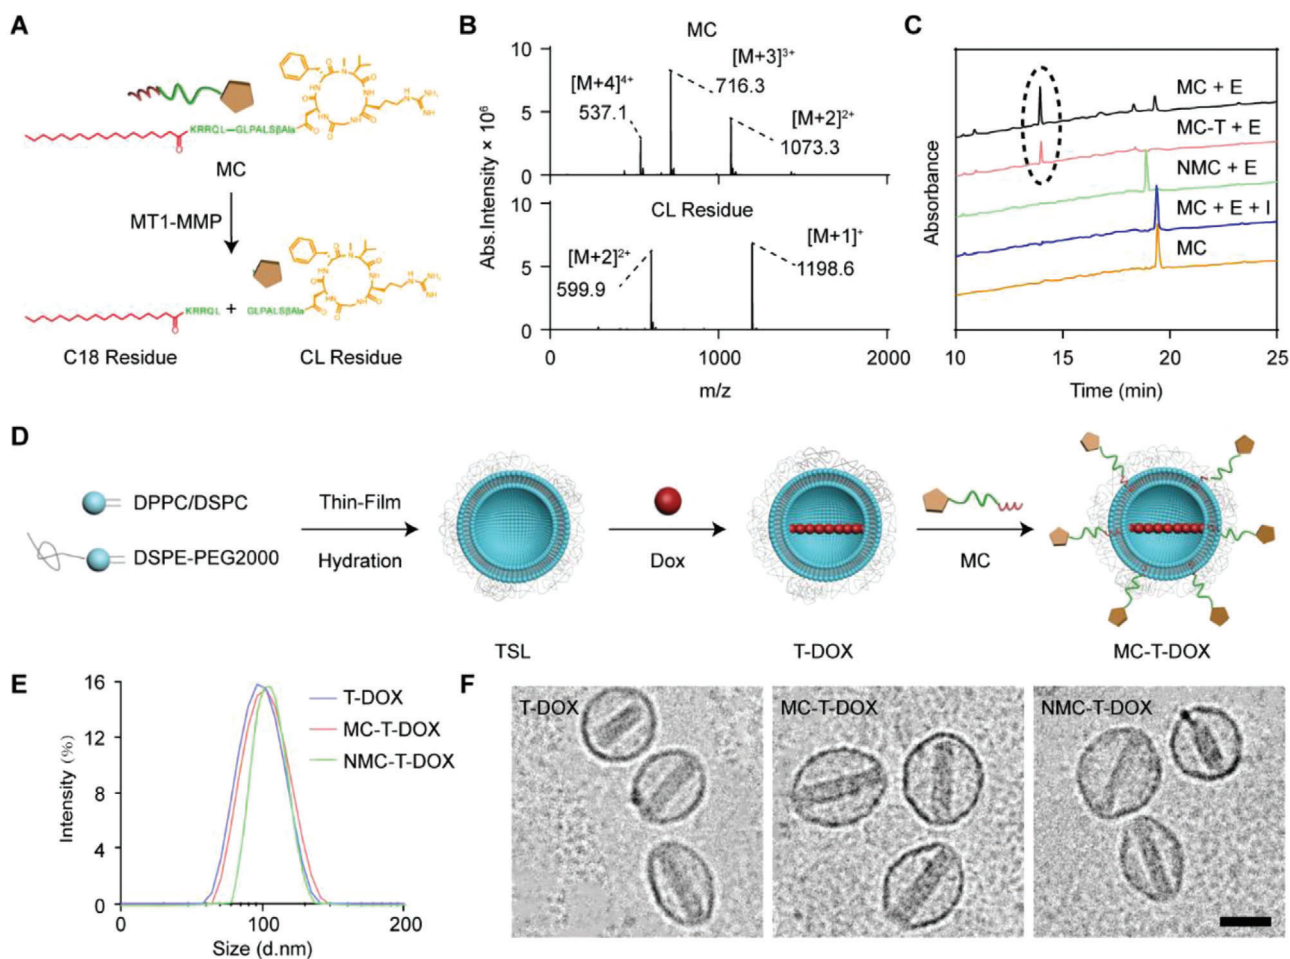 A
KRRQL—GLPALSβAla
MC
MT1-MMP
KRRQL + GLPALSβAla
C18 Residue CL Residue
B
MC
[M+4]4+
537.1
[M+3]3+
716.3
[M+2]2+
1073.3
10
5
0
CL Residue
[M+2]2+
599.9
[M+1]+
1198.6
10
5
0
Abs.Intensity × 10⁶
0 1000 2000
m/z
C
MC + E
MC-T + E
NMC + E
MC + E + I
MC
Absorbance
10 15 20 25
Time (min)
D
DPPC/DSPC
DSPE-PEG2000
Thin-Film
Hydration
TSL
Dox
T-DOX
MC
MC-T-DOX
E
T-DOX
MC-T-DOX
NMC-T-DOX
16
12
8
4
0
Intensity (%)
0 100 200
Size (d.nm)
F
T-DOX
MC-T-DOX
NMC-T-DOX